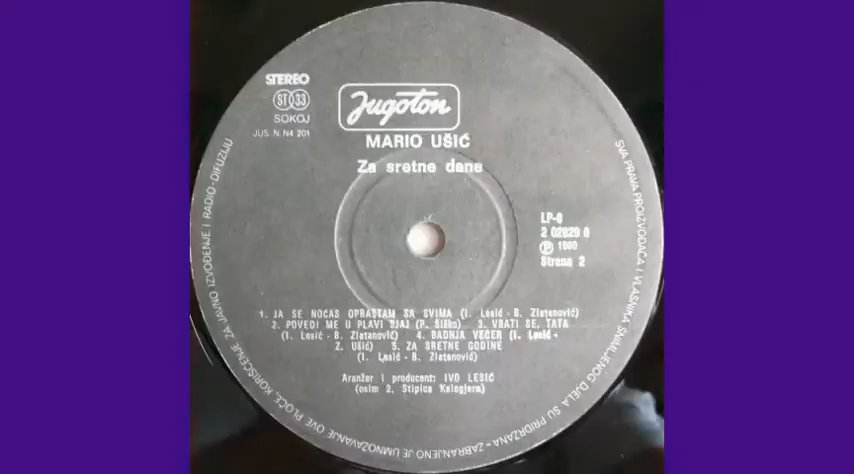 STEREO
ST 33
SOKOJ
JUS. N. N4 201
Jugoton
MARIO UŠIĆ
Za sretne dane
LP-8
2 02829 0
Ⓟ 1990
Strana 2
1. JA SE NOĆAS OPRAŠTAM SA SVIMA (I. Lesić - B. Zlatanović)
2. POVEDI ME U PLAVI SJAJ (P. Šiško) 3. VRATI SE, TATA
(I. Lesić - B. Zlatanović) 4. BADNJA VEČER (I. Lesić -
Z. Ušić) 5. ZA SRETNE GODINE
(I. Lesić - B. Zlatanović)
Aranžer i producent: IVO LESIĆ
(osim 2. Stipica Kalogjera)
SVA PRAVA PROIZVOĐAČA I VLASNIKA SNIMLJENOG DJELA SU PRIDRŽANA - ZABRANJENO JE UMNOŽAVANJE OVE PLOČE, KORIŠĆENJE ZA JAVNO IZVOĐENJE I RADIO-DIFUZIJU